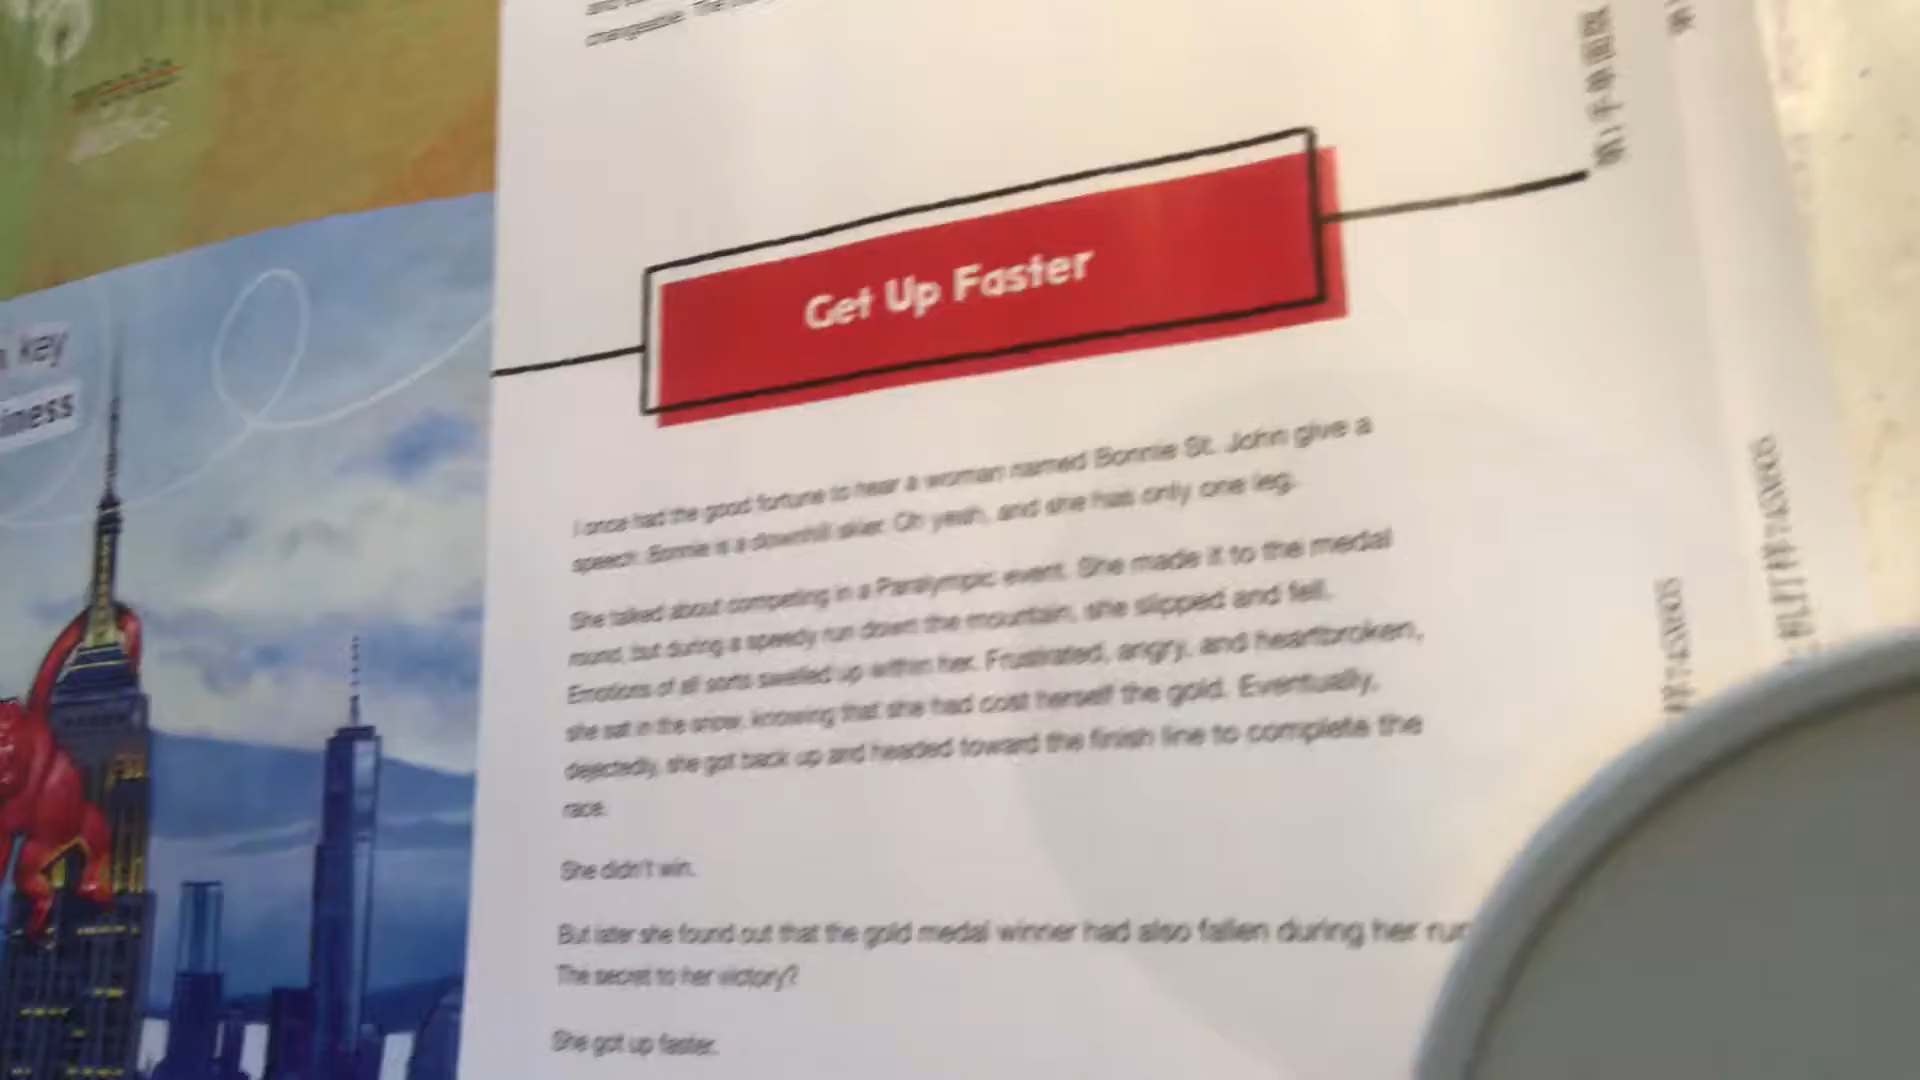 changeable. The
Get Up Faster
I once had the good fortune to hear a woman named Bonnie St. John give a
speech. Bonnie is a downhill skier. Oh yeah, and she has only one leg.
She talked about competing in a Paralympic event. She made it to the medal
round, but during a speedy run down the mountain, she slipped and fell.
Emotions of all sorts swelled up within her. Frustrated, angry, and heartbroken,
she sat in the snow, knowing that she had cost herself the gold. Eventually,
dejectedly, she got back up and headed toward the finish line to complete the
race.
She didn't win.
But later she found out that the gold medal winner had also fallen during her run
The secret to her victory?
She got up faster.
key
iness